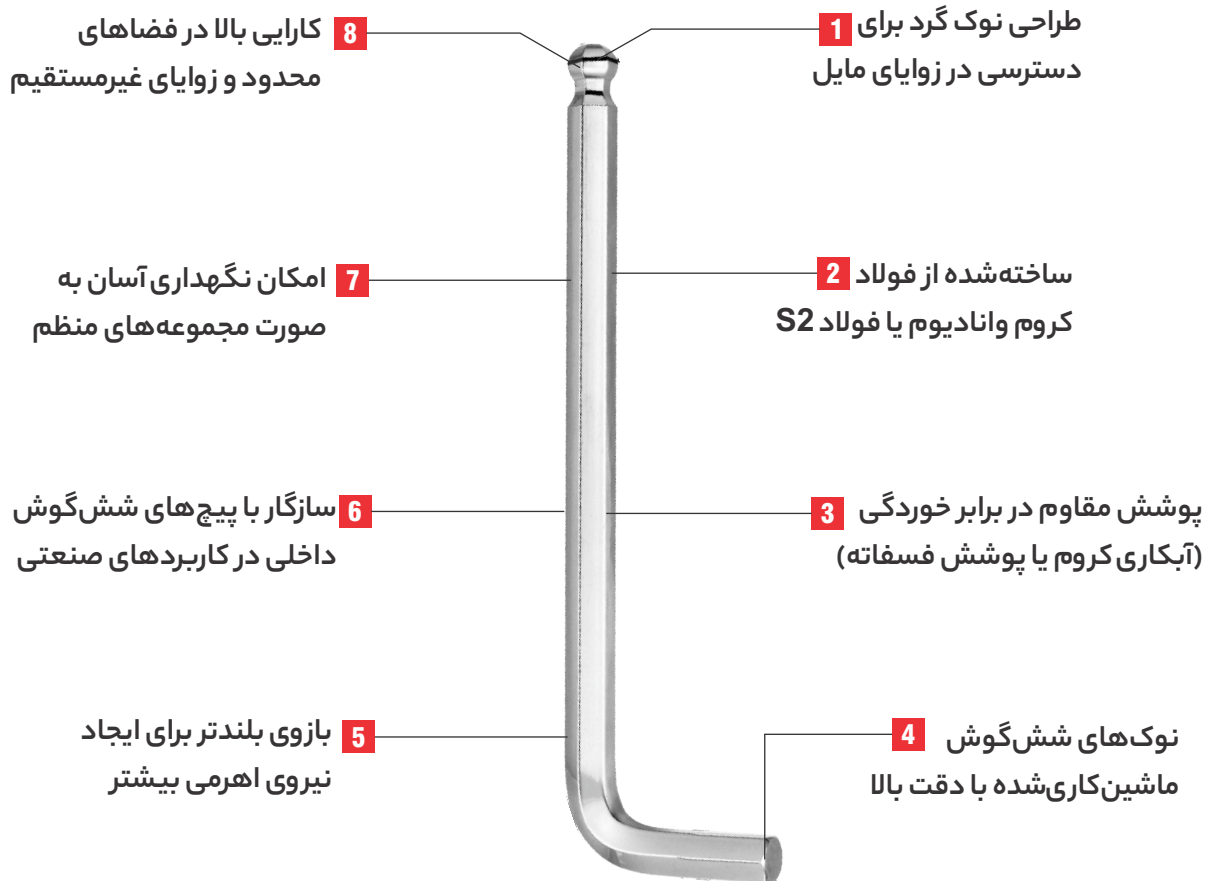 1 طراحی نوک گرد برای
دسترسی در زوایای مایل
2 ساخته‌شده از فولاد
کروم وانادیوم یا فولاد S2
3 پوشش مقاوم در برابر خوردگی
(آبکاری کروم یا پوشش فسفاته)
4 نوک‌های شش‌گوش
ماشین‌کاری‌شده با دقت بالا
5 بازوی بلندتر برای ایجاد
نیروی اهرمی بیشتر
6 سازگار با پیچ‌های شش‌گوش
داخلی در کاربردهای صنعتی
7 امکان نگهداری آسان به
صورت مجموعه‌های منظم
8 کارایی بالا در فضاهای
محدود و زوایای غیرمستقیم